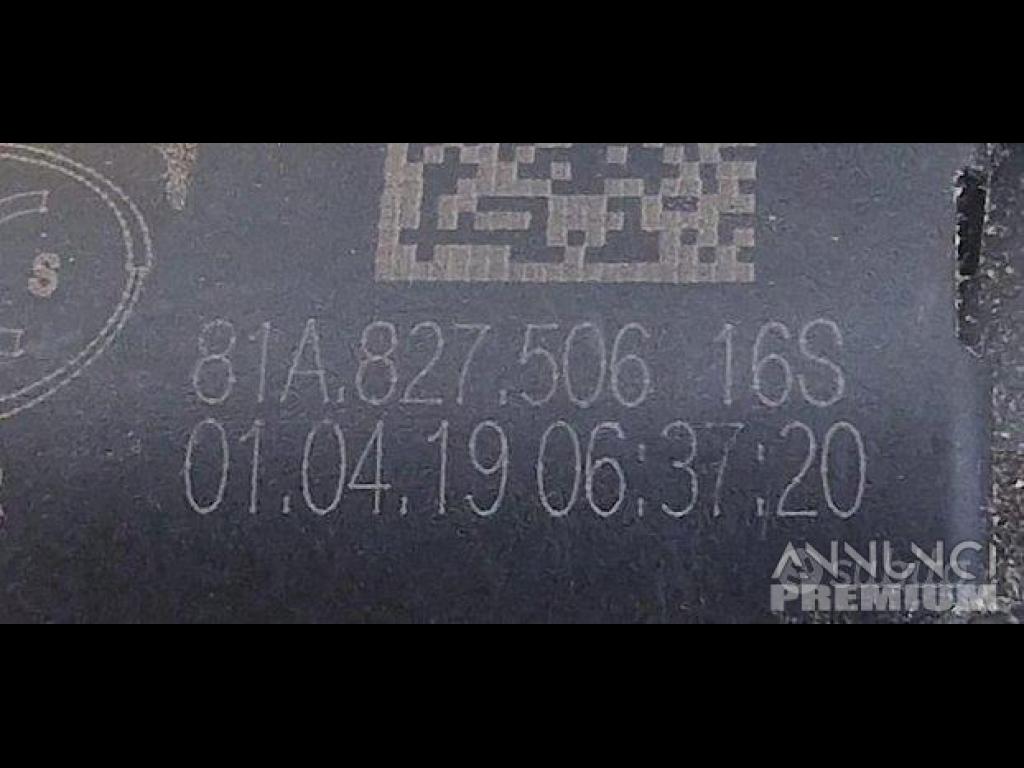 S
81A.827.506 16S
01.04.19 06:37:20
ANNUNCI
PREMIUM